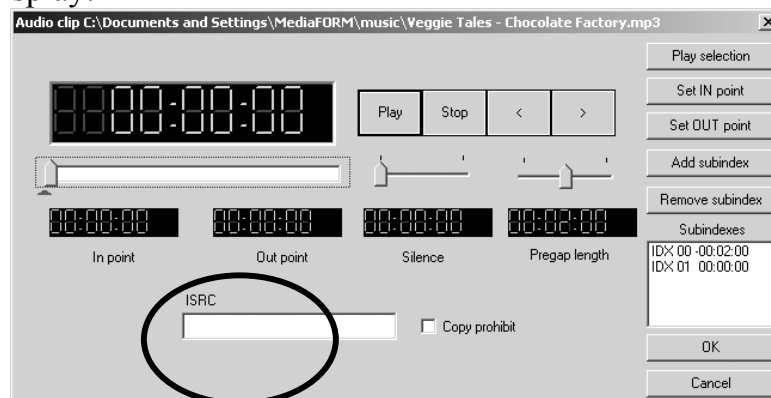 spray.
Audio clip C:\Documents and Settings\MediaFORM\music\Veggie Tales - Chocolate Factory.mp3
Play selection
00:00:00
Play Stop < >
Set IN point
Set OUT point
Add subindex
Remove subindex
00:00:00 00:00:00 00:00:00 00:02:00
In point Out point Silence Pregap length
Subindexes
IDX 00 -00:02:00
IDX 01 00:00:00
ISRC
Copy prohibit
OK
Cancel